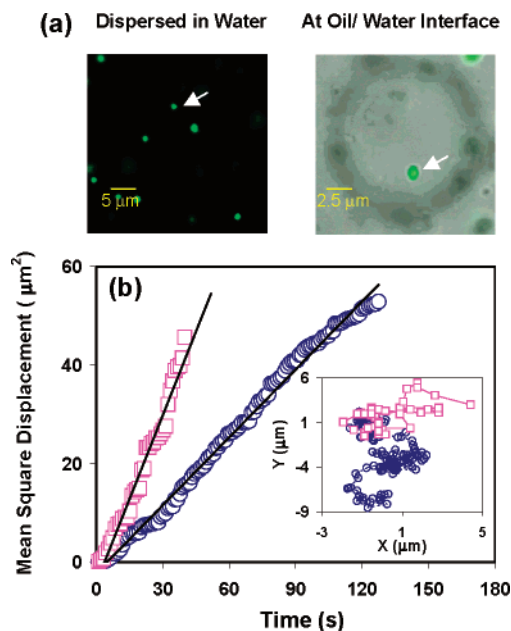 (a)
Dispersed in Water
At Oil/ Water Interface
5 μm
2.5 μm
(b)
Mean Square Displacement ( μm²)
60
40
20
0
0 30 60 90 120 150 180
Time (s)
Y (μm)
6
1
-4
-9
-3 1 5
X (μm)